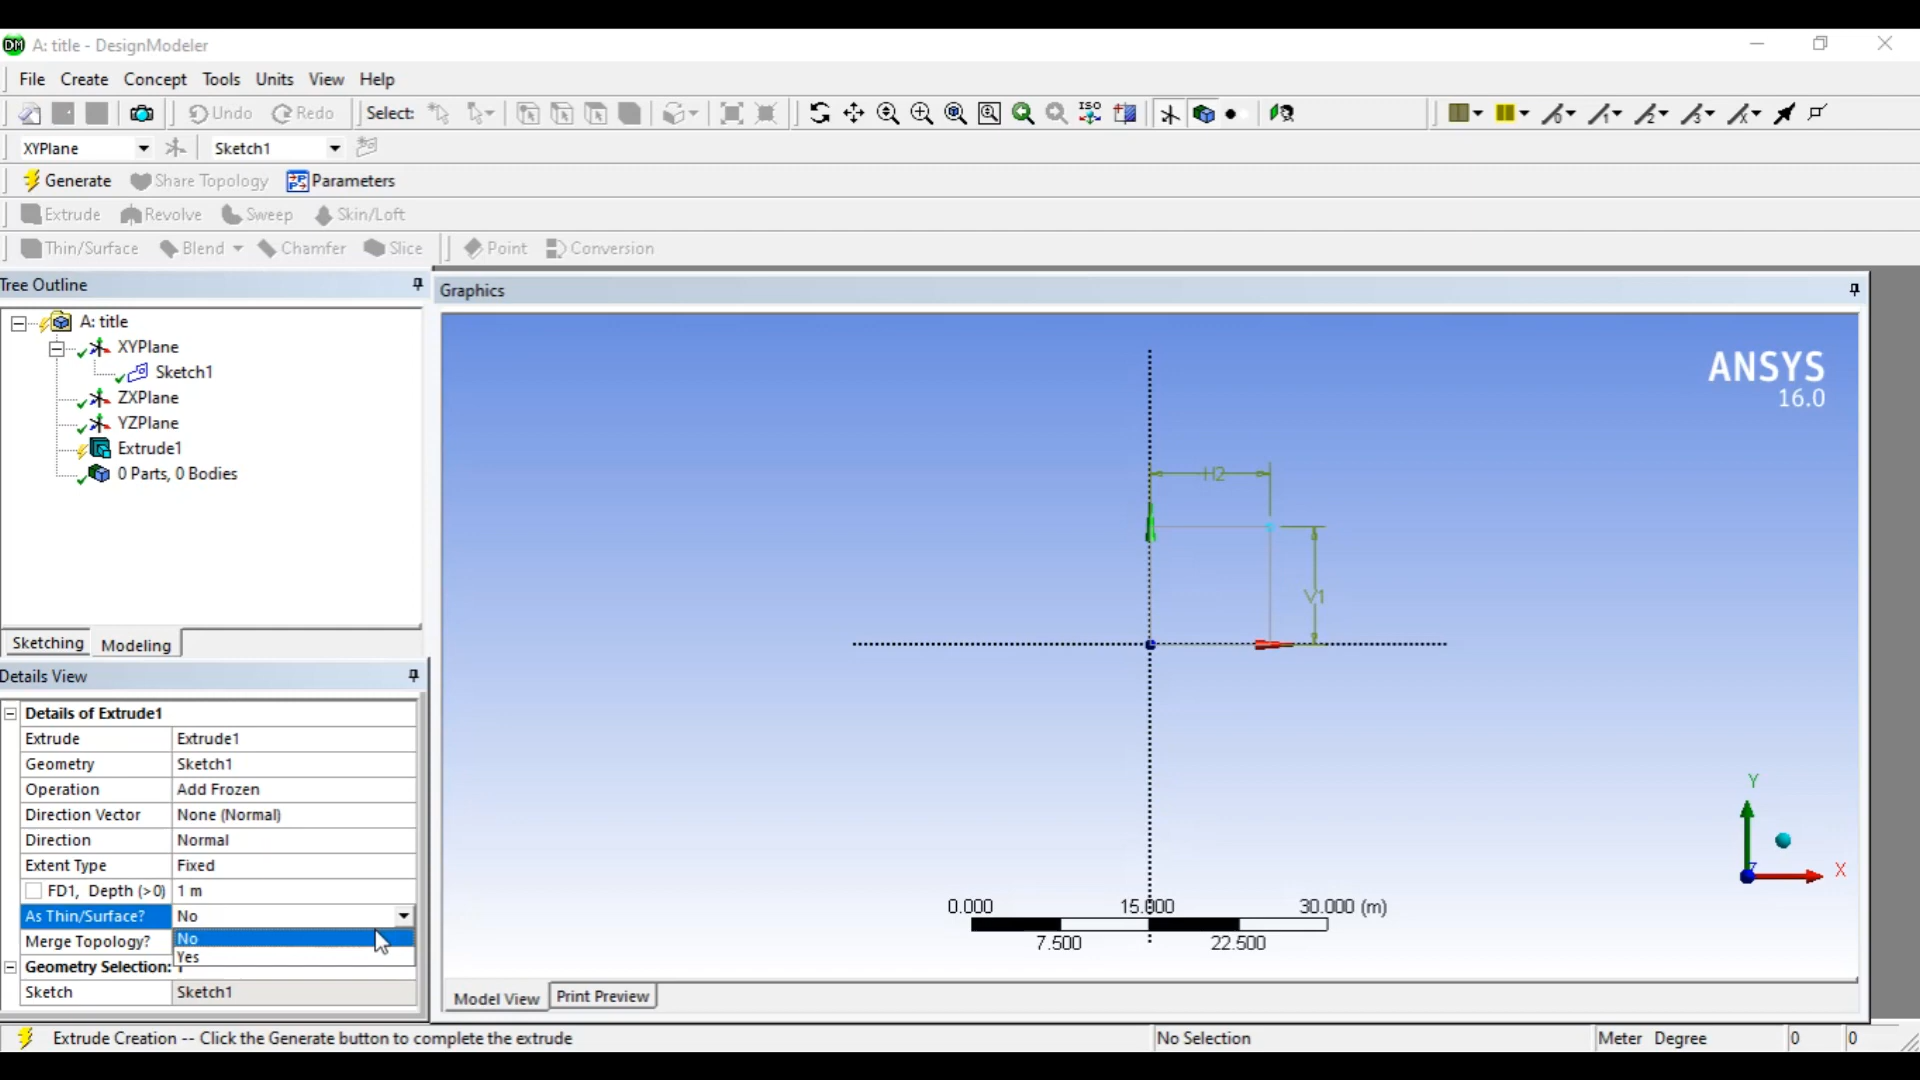 A: title - DesignModeler
File Create Concept Tools Units View Help
Undo Redo Select: ISO
XYPlane Sketch1
Generate Share Topology Parameters
Extrude Revolve Sweep Skin/Loft
Thin/Surface Blend Chamfer Slice Point Conversion
Tree Outline
A: title
XYPlane
Sketch1
ZXPlane
YZPlane
Extrude1
0 Parts, 0 Bodies
Sketching Modeling
Details View
Details of Extrude1
Extrude Extrude1
Geometry Sketch1
Operation Add Frozen
Direction Vector None (Normal)
Direction Normal
Extent Type Fixed
FD1, Depth (>0) 1 m
As Thin/Surface? No
No
Merge Topology?
Yes
Geometry Selection:
Sketch Sketch1
Graphics
ANSYS
16.0
H2
V1
Y
Z
X
0.000 15.000 30.000 (m)
7.500 22.500
Model View Print Preview
Extrude Creation -- Click the Generate button to complete the extrude No Selection Meter Degree 0 0